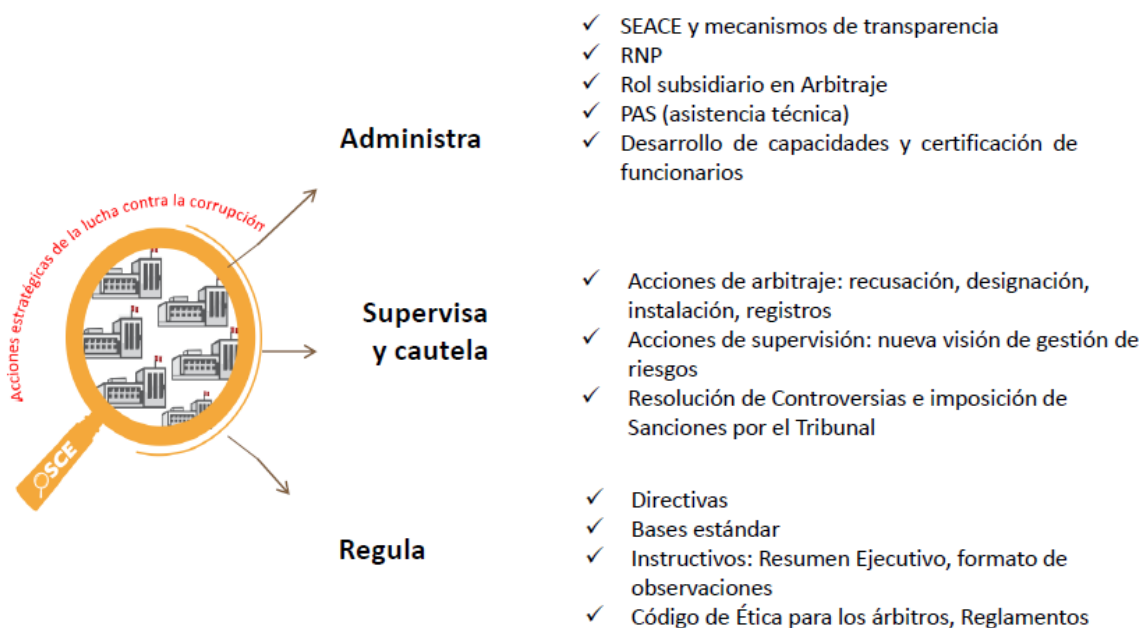 Acciones estratégicas de la lucha contra la corrupción
OSCE
Administra
✓ SEACE y mecanismos de transparencia
✓ RNP
✓ Rol subsidiario en Arbitraje
✓ PAS (asistencia técnica)
✓ Desarrollo de capacidades y certificación de
funcionarios
Supervisa
y cautela
✓ Acciones de arbitraje: recusación, designación,
instalación, registros
✓ Acciones de supervisión: nueva visión de gestión de
riesgos
✓ Resolución de Controversias e imposición de
Sanciones por el Tribunal
Regula
✓ Directivas
✓ Bases estándar
✓ Instructivos: Resumen Ejecutivo, formato de
observaciones
✓ Código de Ética para los árbitros, Reglamentos